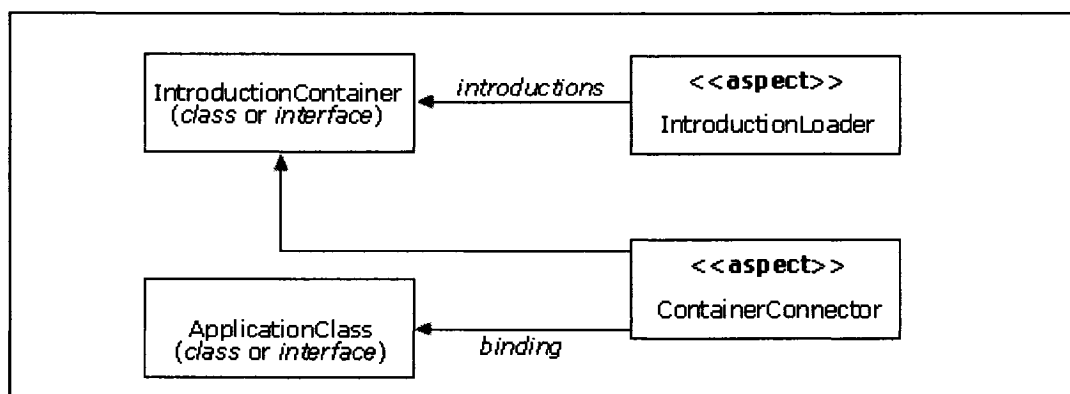 IntroductionContainer
(class or interface)
introductions
<<aspect>>
IntroductionLoader
<<aspect>>
ContainerConnector
ApplicationClass
(class or interface)
binding